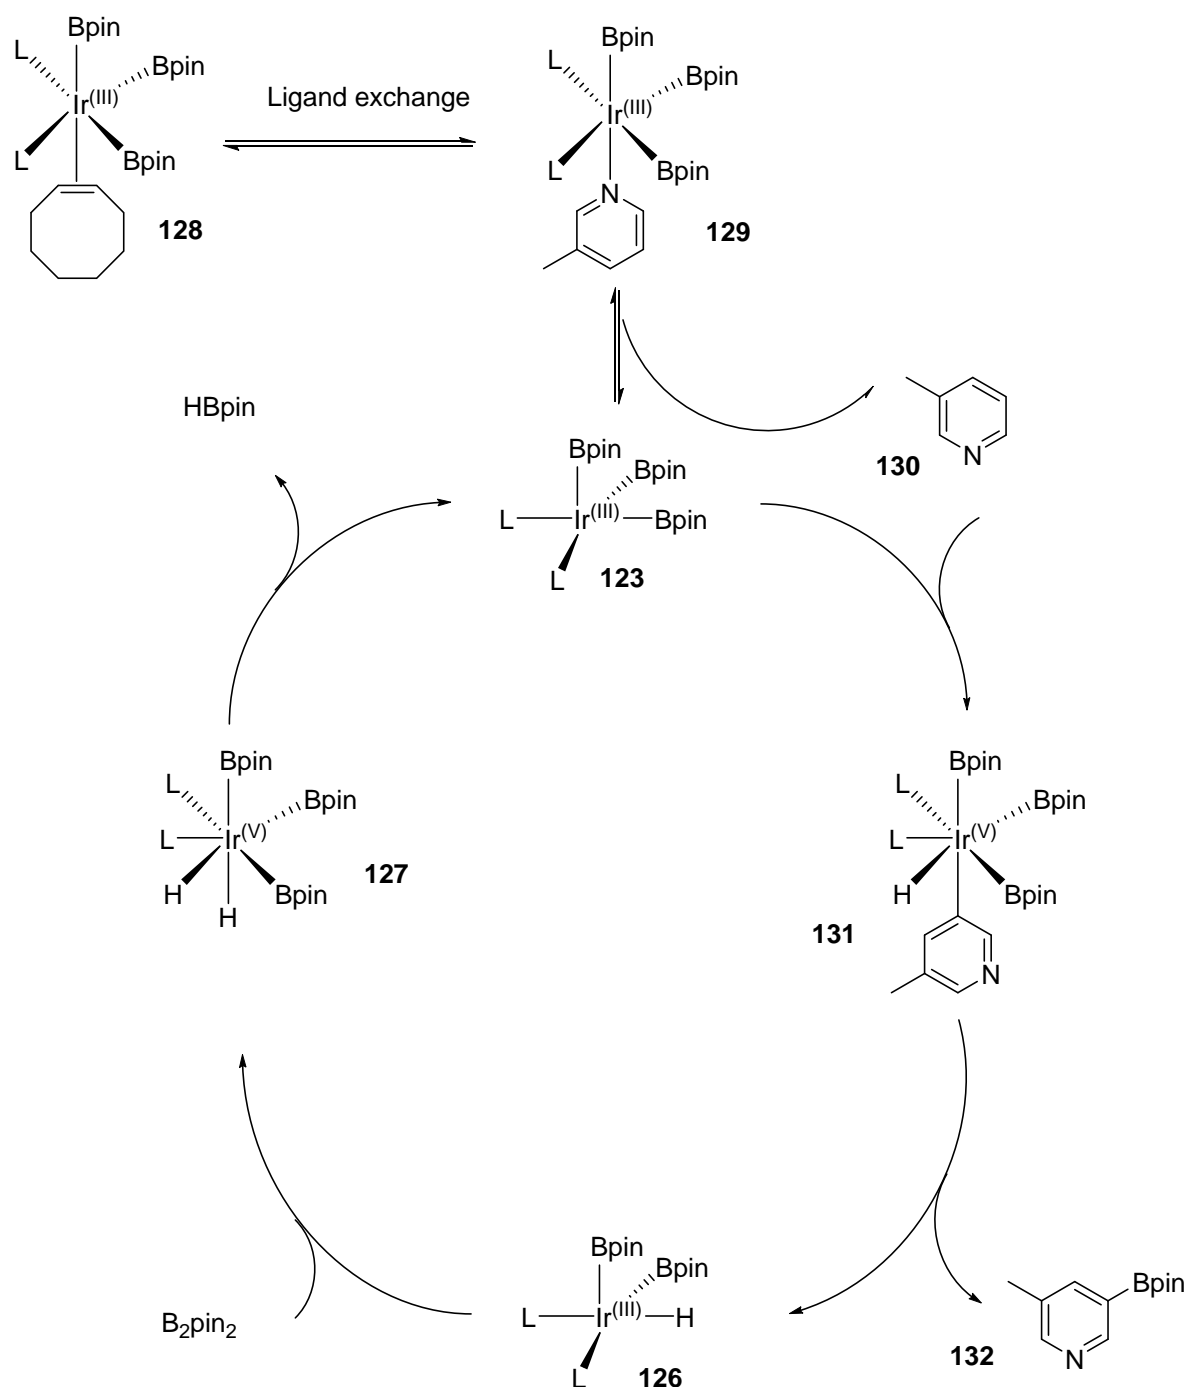 Bpin
L
Bpin
Ir(III)
L
Bpin
128
Ligand exchange
Bpin
L
Bpin
Ir(III)
L
Bpin
N
129
HBpin
130
N
Bpin
Bpin
L
Ir(III)
Bpin
L
123
Bpin
L
Bpin
L
Ir(V)
H
Bpin
H
127
Bpin
L
Bpin
L
Ir(V)
H
Bpin
N
131
B2pin2
Bpin
Bpin
L
Ir(III)
H
L
126
Bpin
N
132